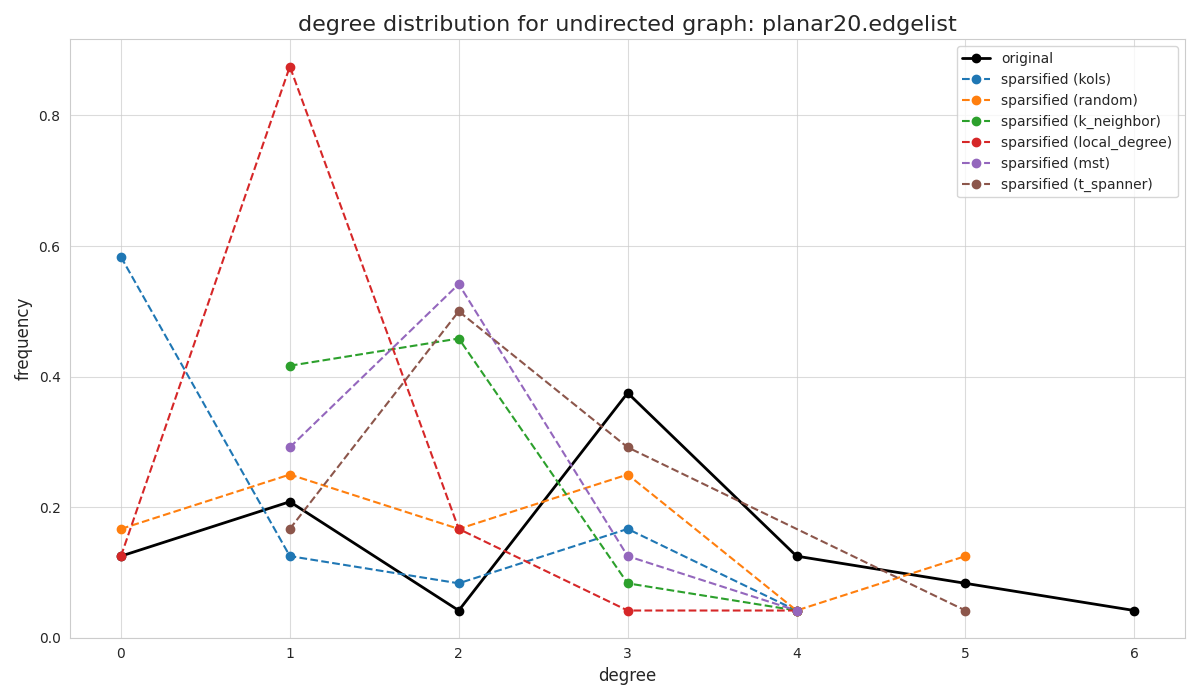 degree distribution for undirected graph: planar20.edgelist
original
sparsified (kols)
sparsified (random)
sparsified (k_neighbor)
sparsified (local_degree)
sparsified (mst)
sparsified (t_spanner)
frequency
0.8
0.6
0.4
0.2
0.0
0 1 2 3 4 5 6
degree